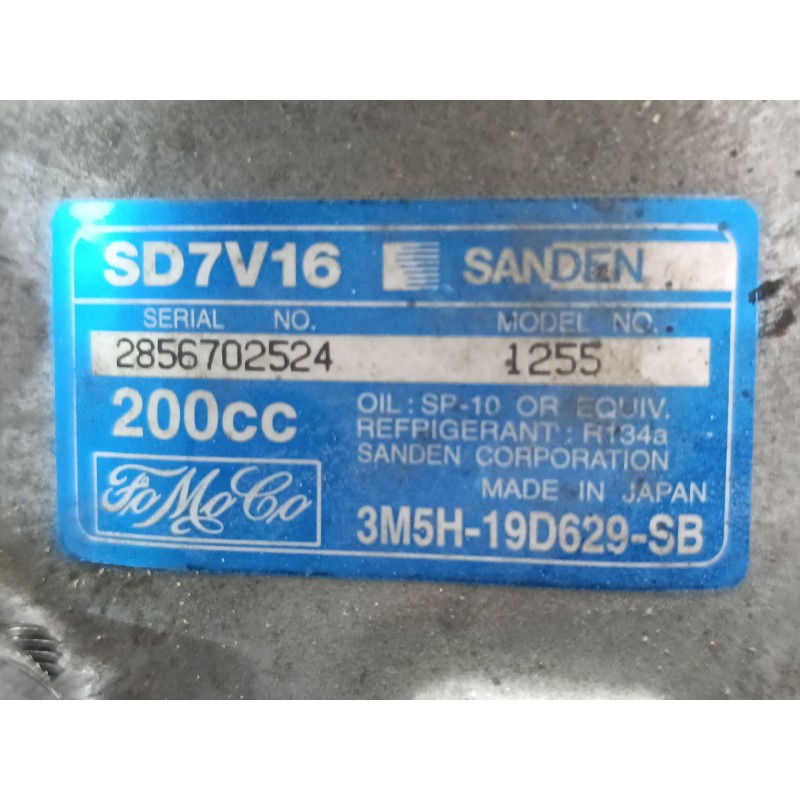 SD7V16 SANDEN
SERIAL NO. MODEL NO.
2856702524 1255
200cc OIL: SP-10 OR EQUIV.
REFPIGERANT: R134a
SANDEN CORPORATION
MADE IN JAPAN
FoMoCo 3M5H-19D629-SB